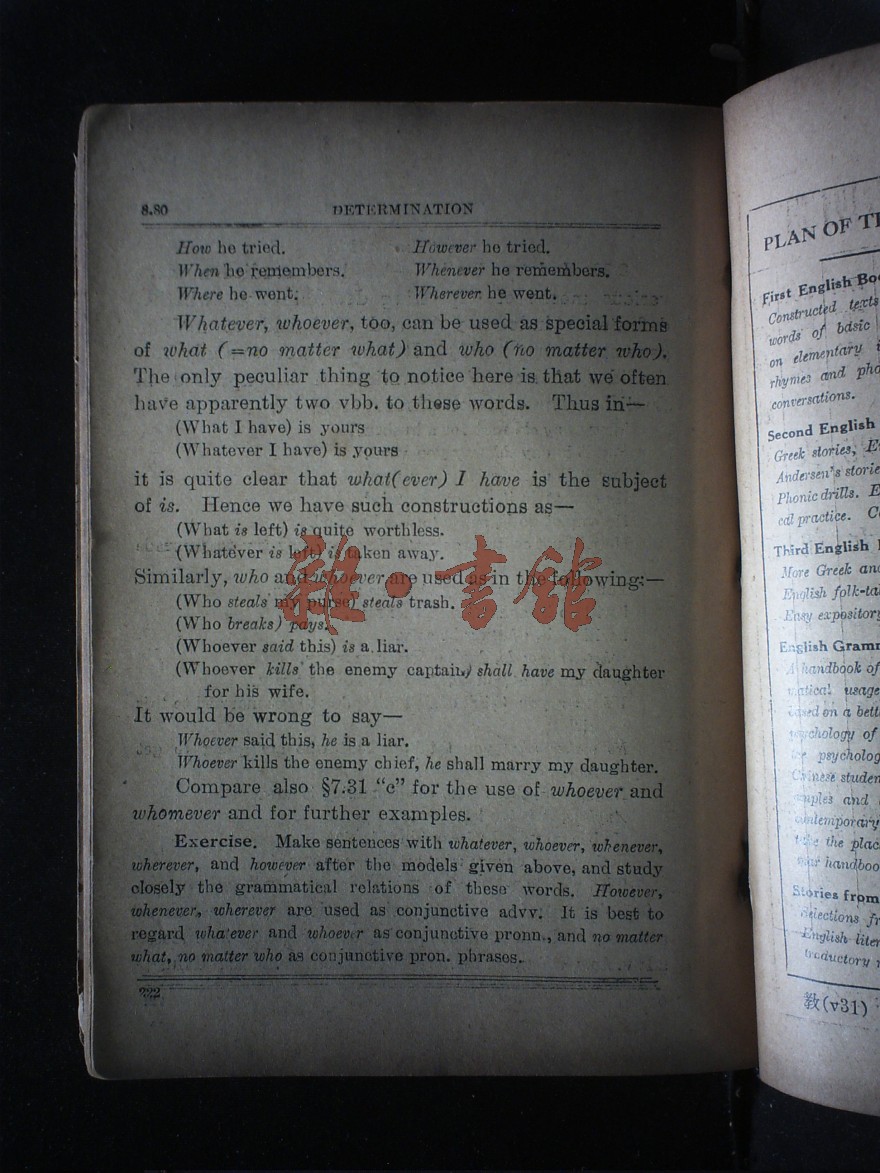 8.80 DETERMINATION
How he tried. However he tried.
When he remembers. Whenever he remembers.
Where he went. Wherever he went.
Whatever, whoever, too, can be used as special forms
of what (=no matter what) and who (no matter who).
The only peculiar thing to notice here is that we often
have apparently two vbb. to these words. Thus in—
(What I have) is yours
(Whatever I have) is yours
it is quite clear that what(ever) I have is the subject
of is. Hence we have such constructions as—
(What is left) is quite worthless.
(Whatever is left) is taken away.
Similarly, who and whoever are used as in the following:—
(Who steals my purse) steals trash.
(Who breaks) pays.
(Whoever said this) is a liar.
(Whoever kills the enemy captain) shall have my daughter
for his wife.
It would be wrong to say—
Whoever said this, he is a liar.
Whoever kills the enemy chief, he shall marry my daughter.
Compare also §7.31 "c" for the use of whoever and
whomever and for further examples.
Exercise. Make sentences with whatever, whoever, whenever,
wherever, and however after the models given above, and study
closely the grammatical relations of these words. However,
whenever, wherever are used as conjunctive advv. It is best to
regard whatever and whoever as conjunctive pronn., and no matter
what, no matter who as conjunctive pron. phrases.
322
雜·書館
PLAN OF
First English
Constructed texts
words of basic
on elementary
rhymes and
conversations.
Second English
Greek stories,
Andersen's
Phonic drills.
practice.
Third English
More Greek
English
Easy
English
A handbook of
usage
on a
psychology of
psychology
Chinese
and
contemporary
the
handbook
Stories from
English
教(v31)